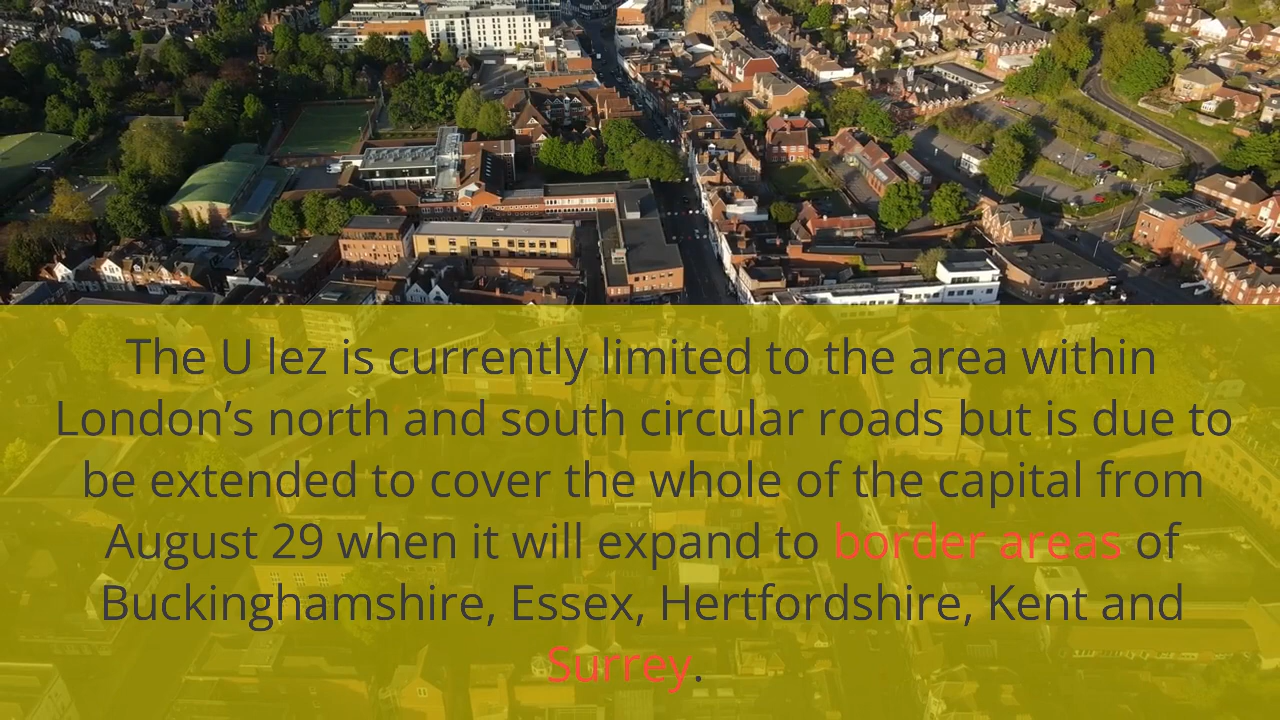 The U lez is currently limited to the area within
London’s north and south circular roads but is due to
be extended to cover the whole of the capital from
August 29 when it will expand to border areas of
Buckinghamshire, Essex, Hertfordshire, Kent and
Surrey.